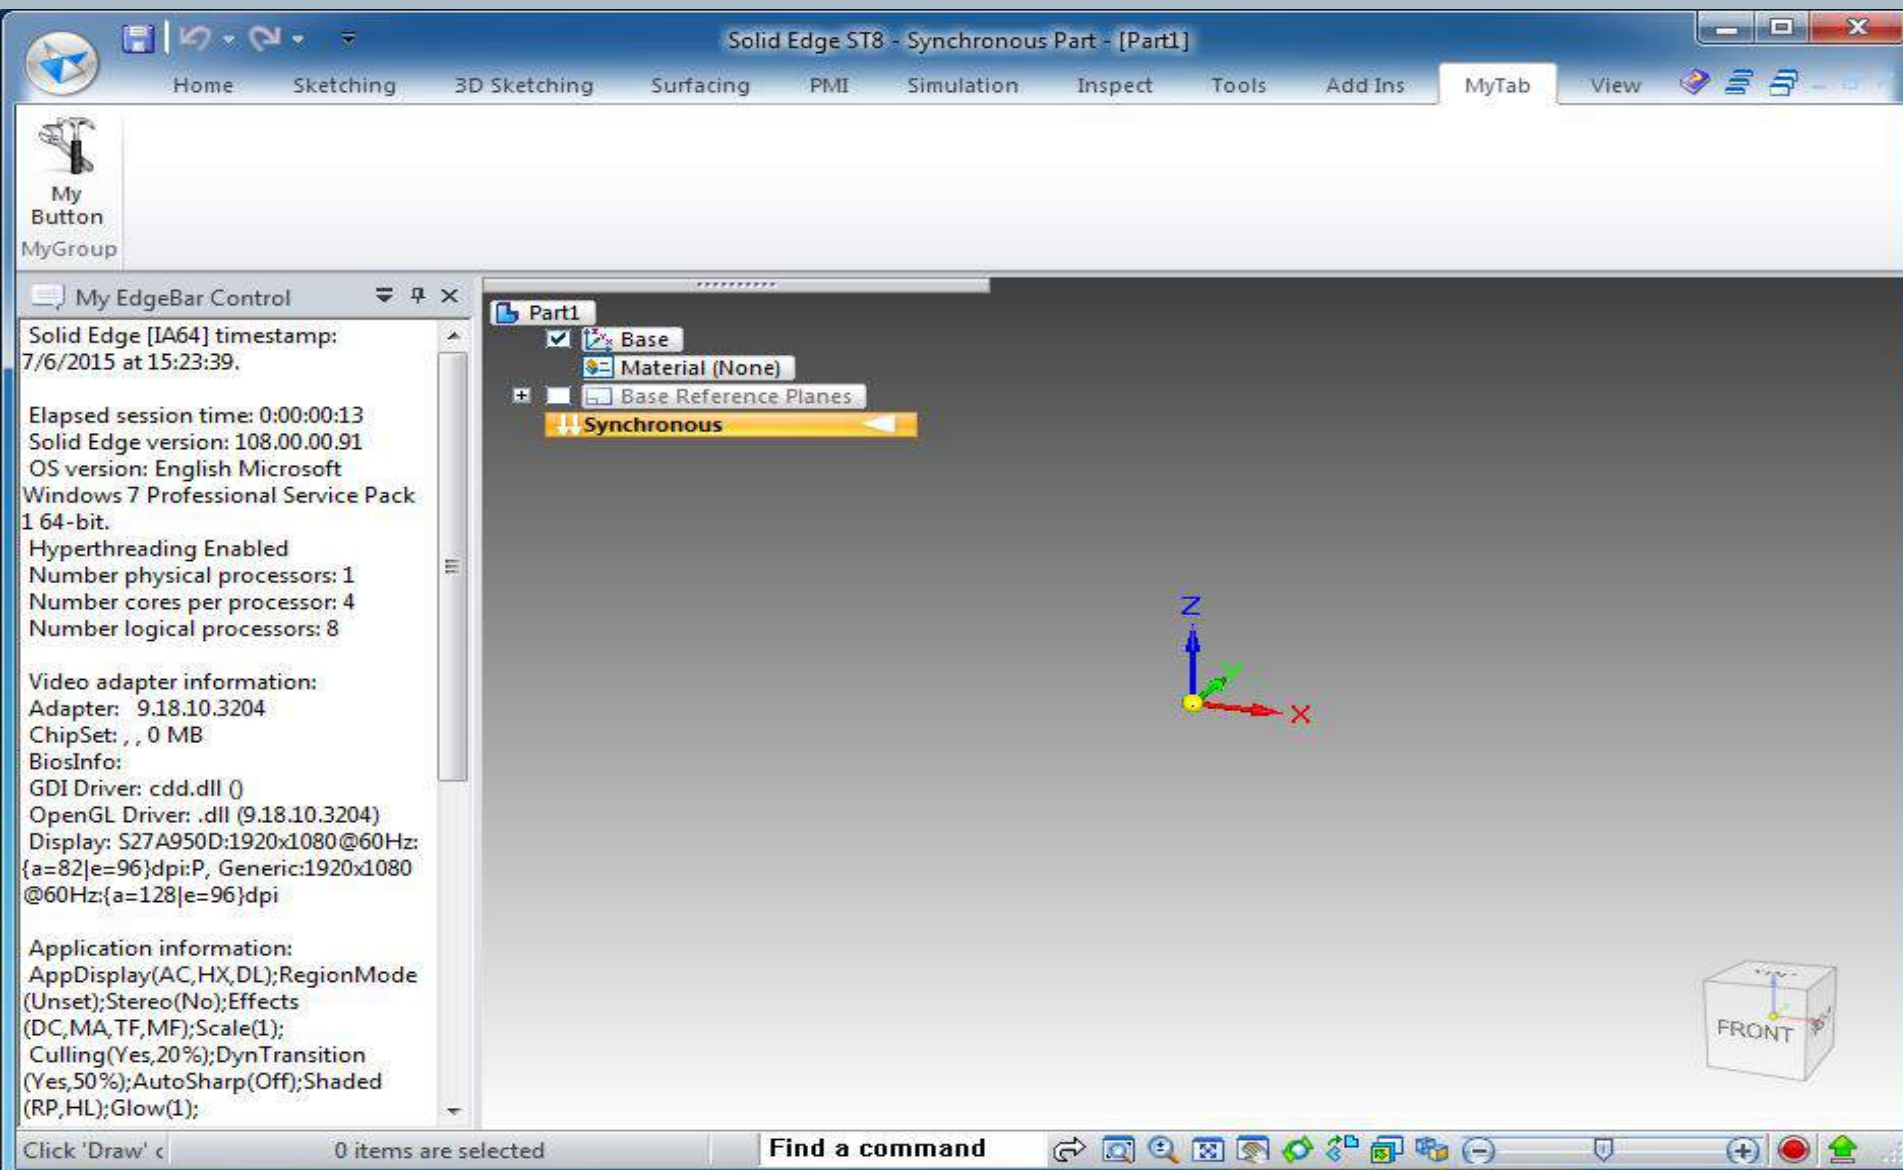 Solid Edge ST8 - Synchronous Part - [Part1]
Home Sketching 3D Sketching Surfacing PMI Simulation Inspect Tools Add Ins MyTab View
My
Button
MyGroup
My EdgeBar Control
Solid Edge [IA64] timestamp:
7/6/2015 at 15:23:39.
Elapsed session time: 0:00:00:13
Solid Edge version: 108.00.00.91
OS version: English Microsoft
Windows 7 Professional Service Pack
1 64-bit.
Hyperthreading Enabled
Number physical processors: 1
Number cores per processor: 4
Number logical processors: 8
Video adapter information:
Adapter:   9.18.10.3204
ChipSet: , , 0 MB
BiosInfo:
GDI Driver: cdd.dll ()
OpenGL Driver: .dll (9.18.10.3204)
Display: S27A950D:1920x1080@60Hz:
{a=82|e=96}dpi:P, Generic:1920x1080
@60Hz:{a=128|e=96}dpi
Application information:
AppDisplay(AC,HX,DL);RegionMode
(Unset);Stereo(No);Effects
(DC,MA,TF,MF);Scale(1);
Culling(Yes,20%);DynTransition
(Yes,50%);AutoSharp(Off);Shaded
(RP,HL);Glow(1);
Part1
Base
Material (None)
Base Reference Planes
Synchronous
Z
Y
X
FRONT
Click 'Draw'
0 items are selected
Find a command